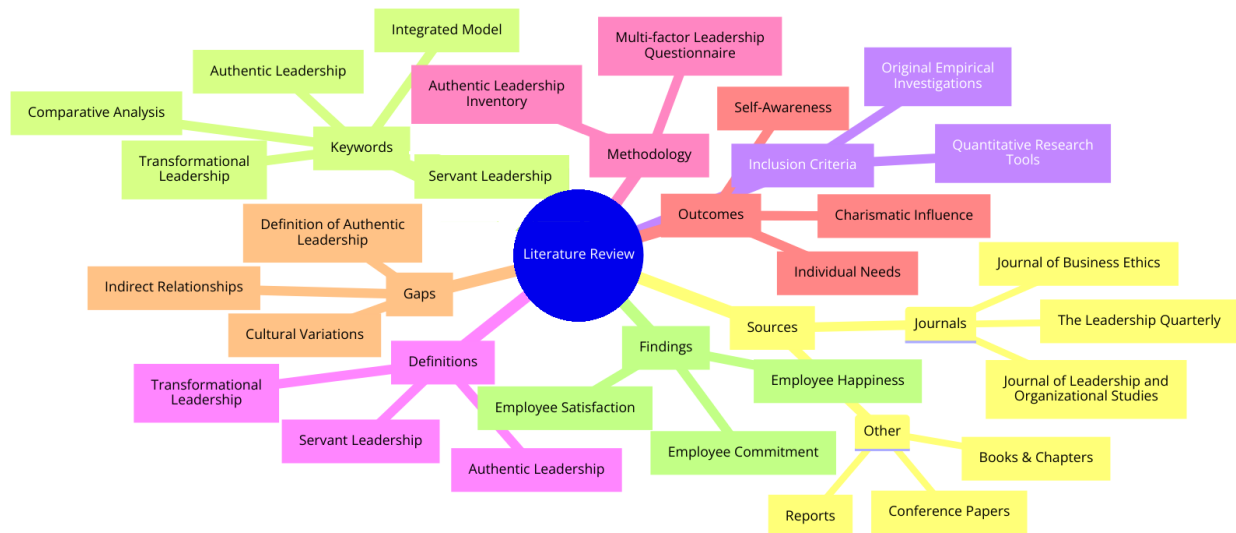 Integrated Model
Authentic Leadership
Comparative Analysis
Transformational
Leadership
Keywords
Servant Leadership
Multi-factor Leadership
Questionnaire
Authentic Leadership
Inventory
Methodology
Original Empirical
Investigations
Quantitative Research
Tools
Inclusion Criteria
Self-Awareness
Outcomes
Charismatic Influence
Individual Needs
Literature Review
Definition of Authentic
Leadership
Indirect Relationships
Gaps
Cultural Variations
Definitions
Transformational
Leadership
Servant Leadership
Authentic Leadership
Findings
Employee Happiness
Employee Satisfaction
Employee Commitment
Sources
Journals
Journal of Business Ethics
The Leadership Quarterly
Journal of Leadership and
Organizational Studies
Other
Books & Chapters
Conference Papers
Reports